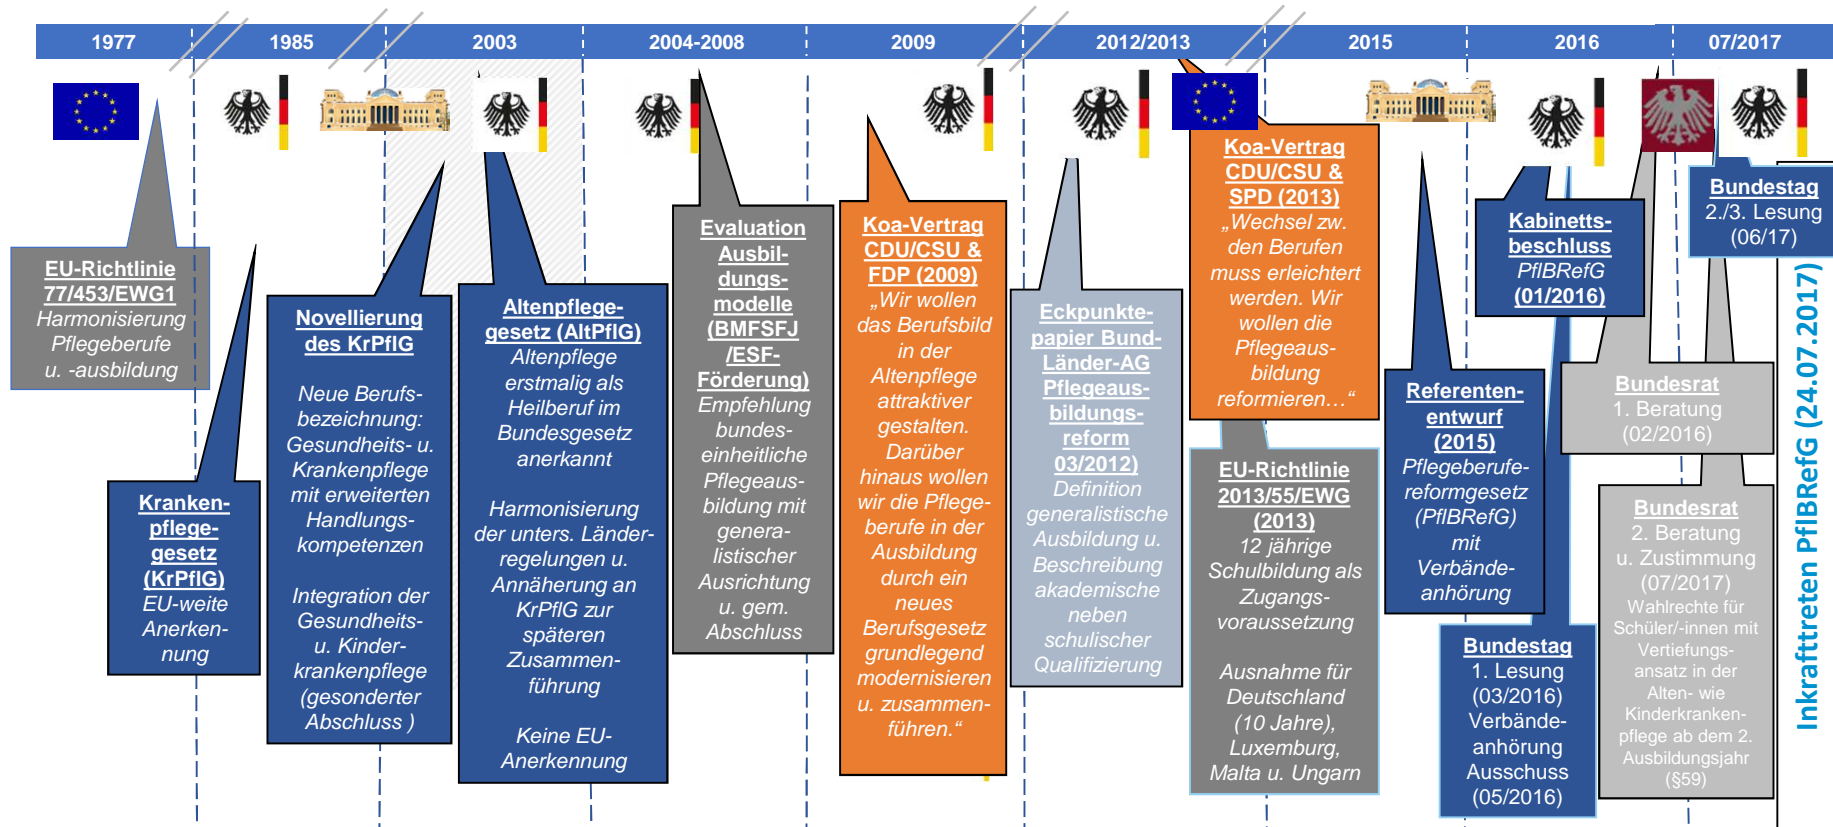 1977
1985
2003
2004-2008
2009
2012/2013
2015
2016
07/2017
EU-Richtlinie
77/453/EWG1
Harmonisierung
Pflegeberufe
u. -ausbildung
Kranken-
pflege-
gesetz
(KrPflG)
EU-weite
Anerken-
nung
Novellierung
des KrPflG
Neue Berufs-
bezeichnung:
Gesundheits- u.
Krankenpflege
mit erweiterten
Handlungs-
kompetenzen
Integration der
Gesundheits-
u. Kinder-
krankenpflege
(gesonderter
Abschluss )
Altenpflege-
gesetz (AltPflG)
Altenpflege
erstmalig als
Heilberuf im
Bundesgesetz
anerkannt
Harmonisierung
der unters. Länder-
regelungen u.
Annäherung an
KrPflG zur
späteren
Zusammen-
führung
Keine EU-
Anerkennung
Evaluation
Ausbil-
dungs-
modelle
(BMFSFJ
/ESF-
Förderung)
Empfehlung
bundes-
einheitliche
Pflegeaus-
bildung mit
genera-
listischer
Ausrichtung
u. gem.
Abschluss
Koa-Vertrag
CDU/CSU &
FDP (2009)
„Wir wollen
das Berufsbild
in der
Altenpflege
attraktiver
gestalten.
Darüber
hinaus wollen
wir die Pflege-
berufe in der
Ausbildung
durch ein
neues
Berufsgesetz
grundlegend
modernisieren
u. zusammen-
führen.“
Eckpunkte-
papier Bund-
Länder-AG
Pflegeaus-
bildungs-
reform
03/2012)
Definition
generalistische
Ausbildung u.
Beschreibung
akademische
neben
schulischer
Qualifizierung
Koa-Vertrag
CDU/CSU &
SPD (2013)
„Wechsel zw.
den Berufen
muss erleichtert
werden. Wir
wollen die
Pflegeaus-
bildung
reformieren…“
EU-Richtlinie
2013/55/EWG
(2013)
12 jährige
Schulbildung als
Zugangs-
voraussetzung
Ausnahme für
Deutschland
(10 Jahre),
Luxemburg,
Malta u. Ungarn
Referenten-
entwurf
(2015)
Pflegeberufe-
reformgesetz
(PflBRefG)
mit
Verbände-
anhörung
Kabinetts-
beschluss
PflBRefG
(01/2016)
Bundestag
1. Lesung
(03/2016)
Verbände-
anhörung
Ausschuss
(05/2016)
Bundesrat
1. Beratung
(02/2016)
Bundesrat
2. Beratung
u. Zustimmung
(07/2017)
Wahlrechte für
Schüler/-innen mit
Vertiefungs-
ansatz in der
Alten- wie
Kinderkranken-
pflege ab dem 2.
Ausbildungsjahr
(§59)
Bundestag
2./3. Lesung
(06/17)
Inkrafttreten PflBRefG (24.07.2017)